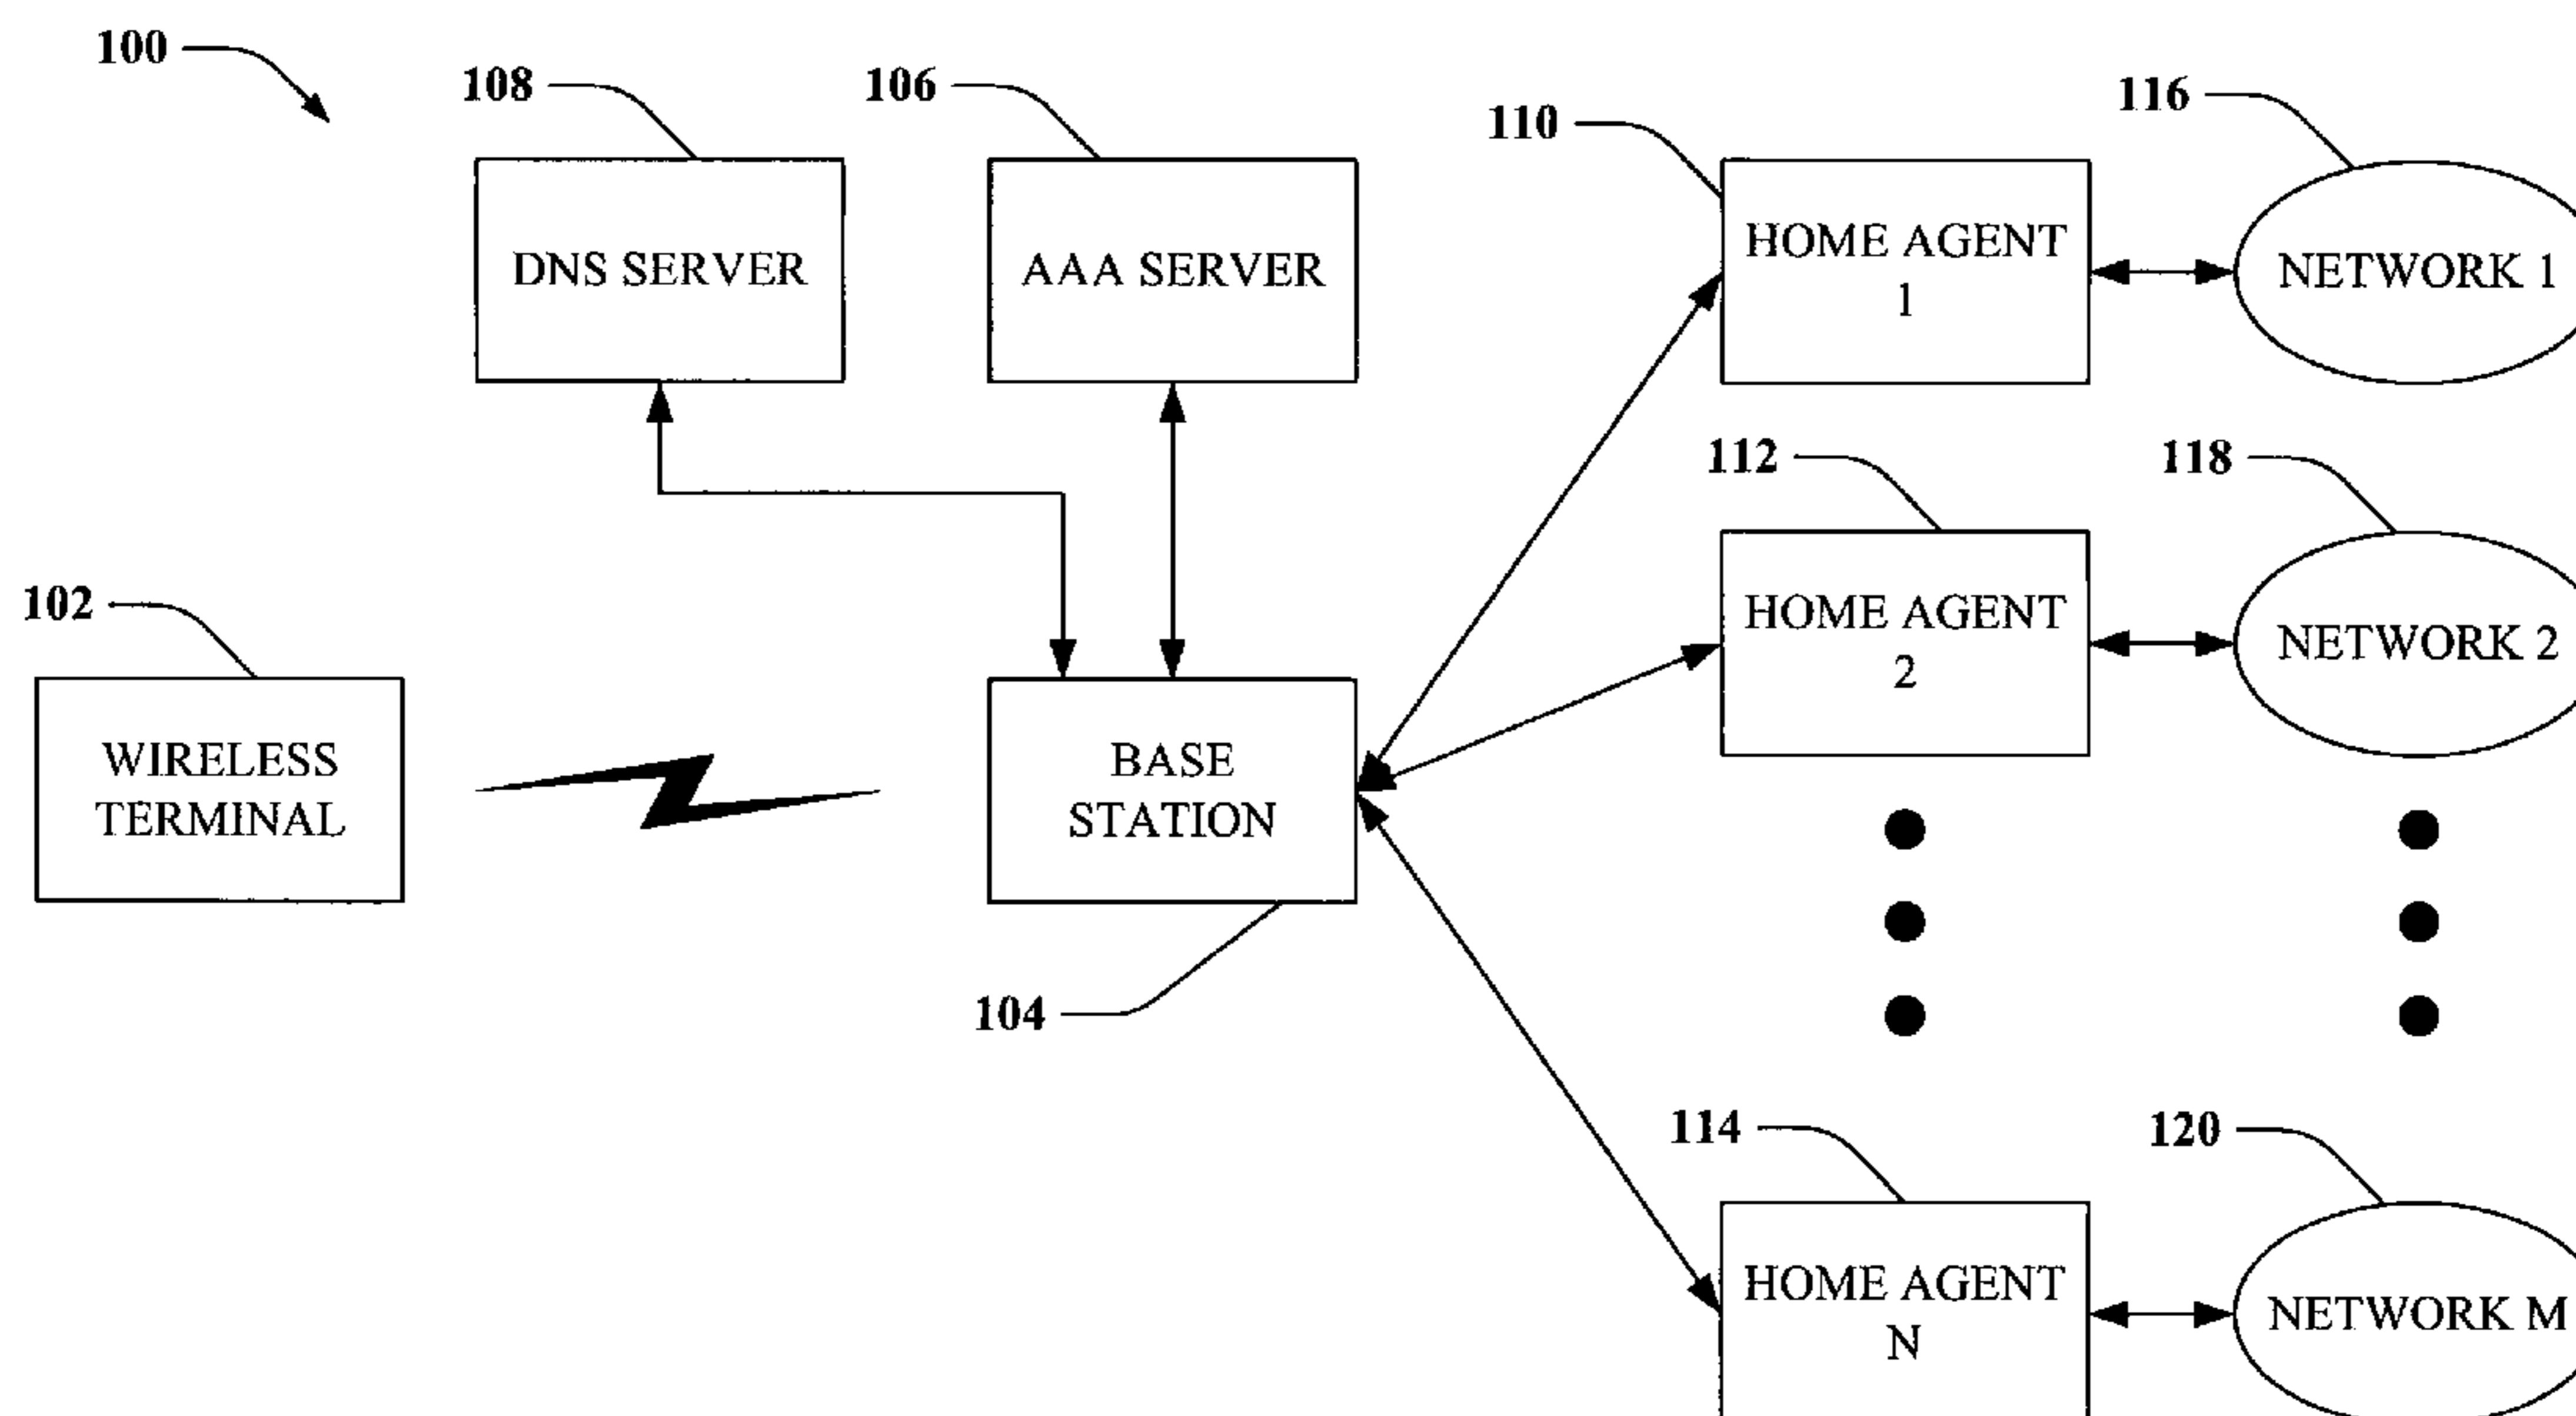 100
108
106
110
116
DNS SERVER
AAA SERVER
HOME AGENT
1
NETWORK 1
112
118
102
HOME AGENT
2
NETWORK 2
WIRELESS
TERMINAL
BASE
STATION
104
114
120
HOME AGENT
N
NETWORK M